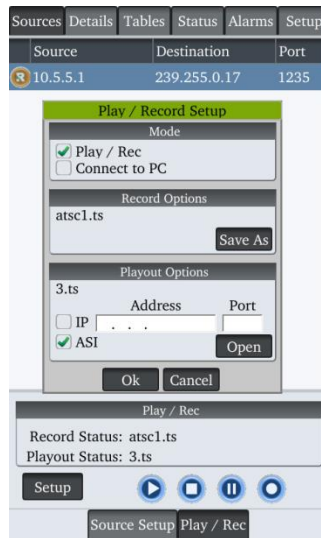 Sources Details Tables Status Alarms Setup
Source Destination Port
R 10.5.5.1 239.255.0.17 1235
Play / Record Setup
Mode
Play / Rec
Connect to PC
Record Options
atsc1.ts
Save As
Playout Options
3.ts
Address Port
IP . . .
ASI Open
Ok Cancel
Play / Rec
Record Status: atsc1.ts
Playout Status: 3.ts
Setup
Source Setup Play / Rec